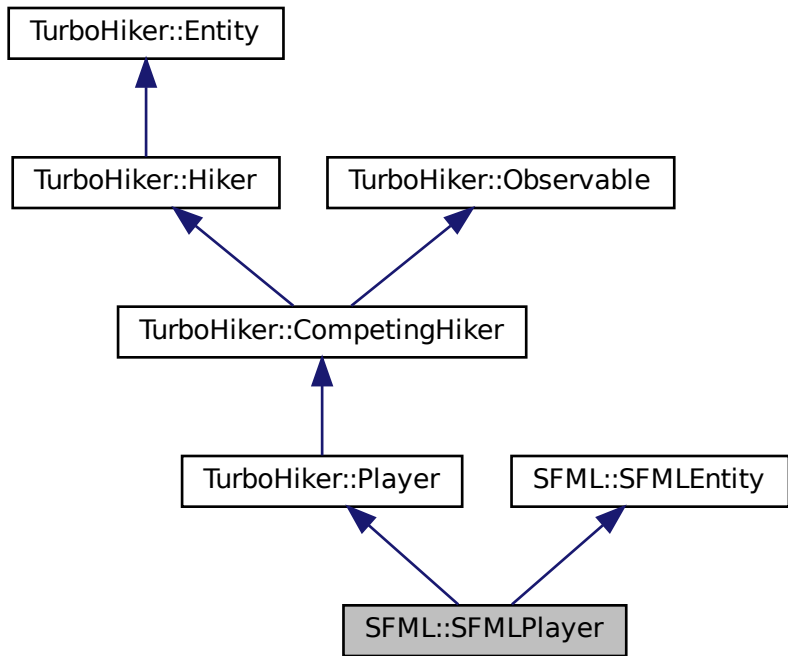 TurboHiker::Entity
TurboHiker::Hiker
TurboHiker::Observable
TurboHiker::CompetingHiker
TurboHiker::Player
SFML::SFMLEntity
SFML::SFMLPlayer